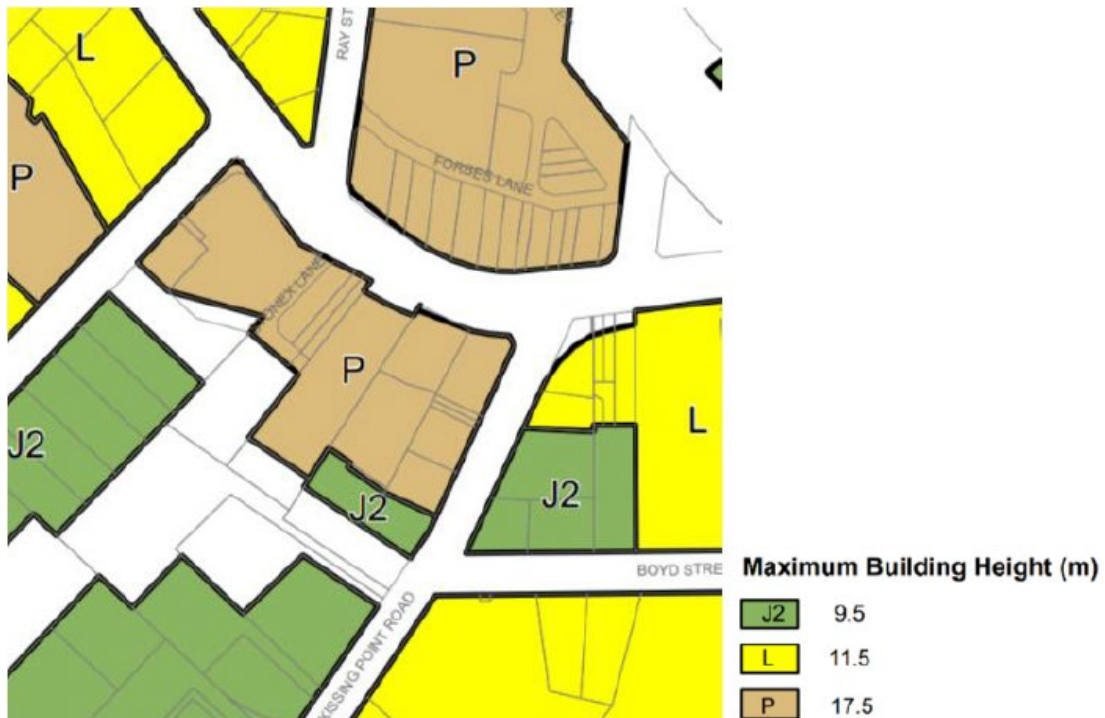 L
RAY ST
P
P
FORBES LANE
ONEX LANE
P
L
J2
J2
J2
BOYD STRE
KISSING POINT ROAD
Maximum Building Height (m)
J2 9.5
L 11.5
P 17.5